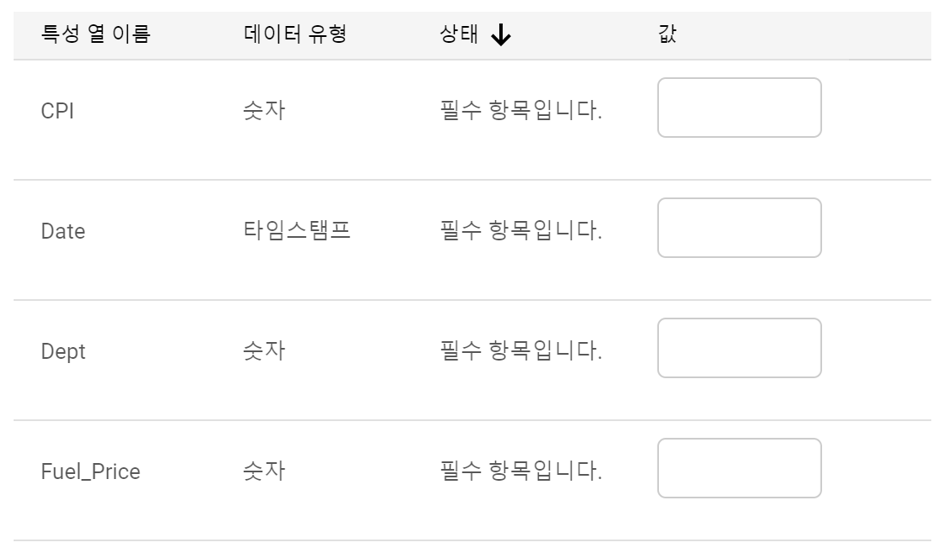 특성 열 이름 데이터 유형 상태 ↓ 값
CPI 숫자 필수 항목입니다.
Date 타임스탬프 필수 항목입니다.
Dept 숫자 필수 항목입니다.
Fuel_Price 숫자 필수 항목입니다.